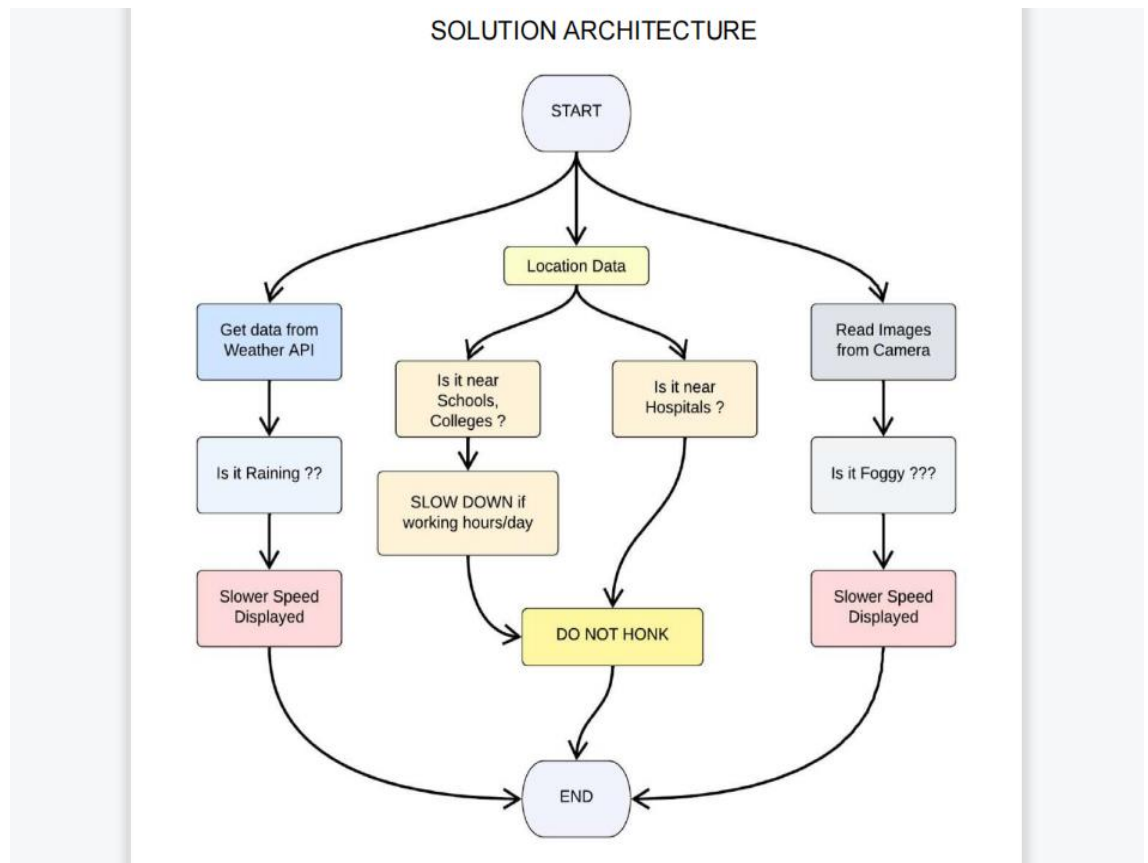 SOLUTION ARCHITECTURE
START
Location Data
Get data from
Weather API
Read Images
from Camera
Is it near
Schools,
Colleges ?
Is it near
Hospitals ?
Is it Raining ??
Is it Foggy ???
SLOW DOWN if
working hours/day
Slower Speed
Displayed
Slower Speed
Displayed
DO NOT HONK
END